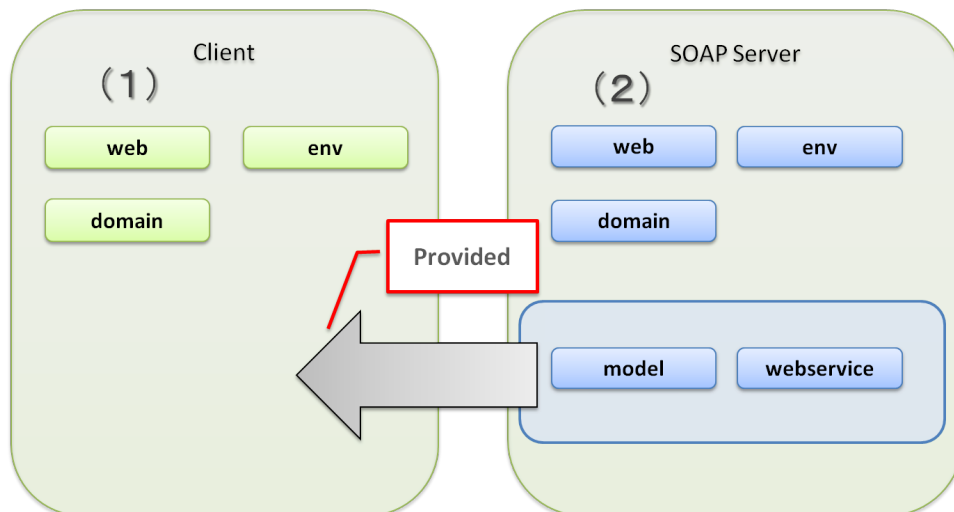 Client
(1)
web
env
domain
Provided
SOAP Server
(2)
web
env
domain
model
webservice